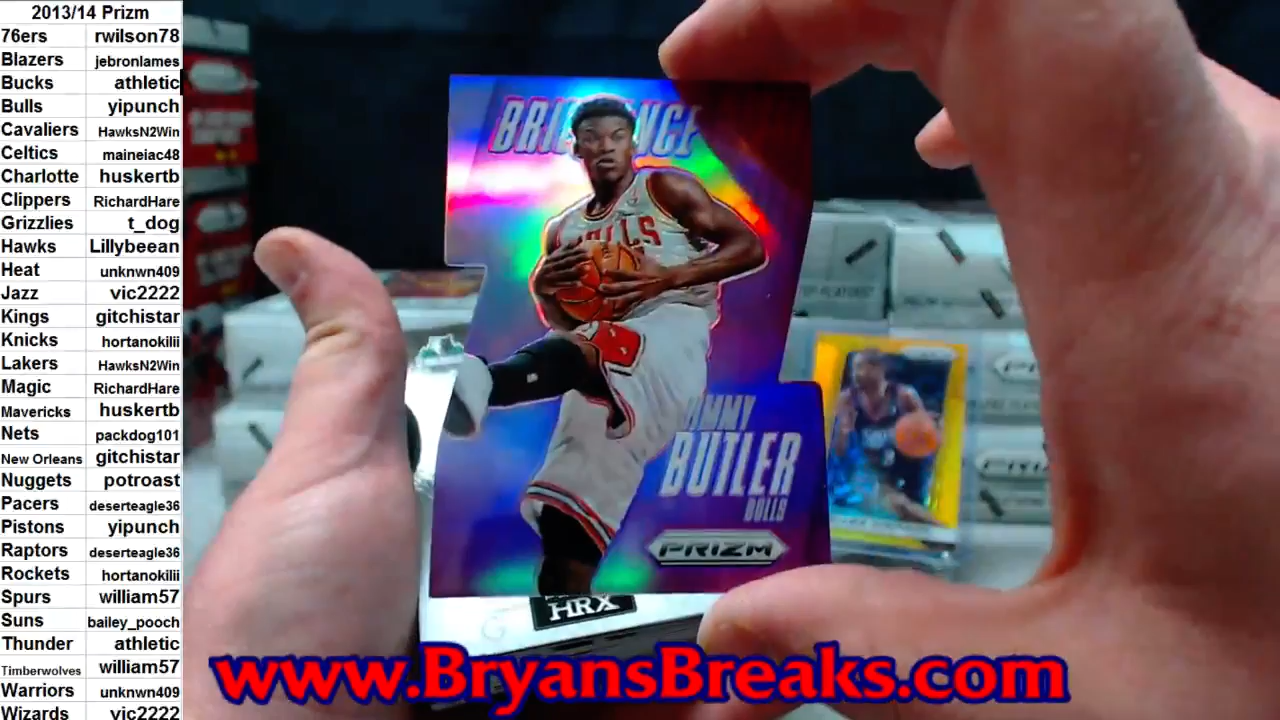 2013/14 Prizm
76ers rwilson78
Blazers jebronlames
Bucks athletic
Bulls yipunch
Cavaliers HawksN2Win
Celtics maineiac48
Charlotte huskertb
Clippers RichardHare
Grizzlies t_dog
Hawks Lillybeean
Heat unknwn409
Jazz vic2222
Kings gitchistar
Knicks hortanokilii
Lakers HawksN2Win
Magic RichardHare
Mavericks huskertb
Nets packdog101
New Orleans gitchistar
Nuggets potroast
Pacers deserteagle36
Pistons yipunch
Raptors deserteagle36
Rockets hortanokilii
Spurs william57
Suns bailey_pooch
Thunder athletic
Timberwolves william57
Warriors unknwn409
Wizards vic2222
BRILLIANCE
BULLS
JIMMY
BUTLER
BULLS
PRIZM
HRX
www.BryansBreaks.com